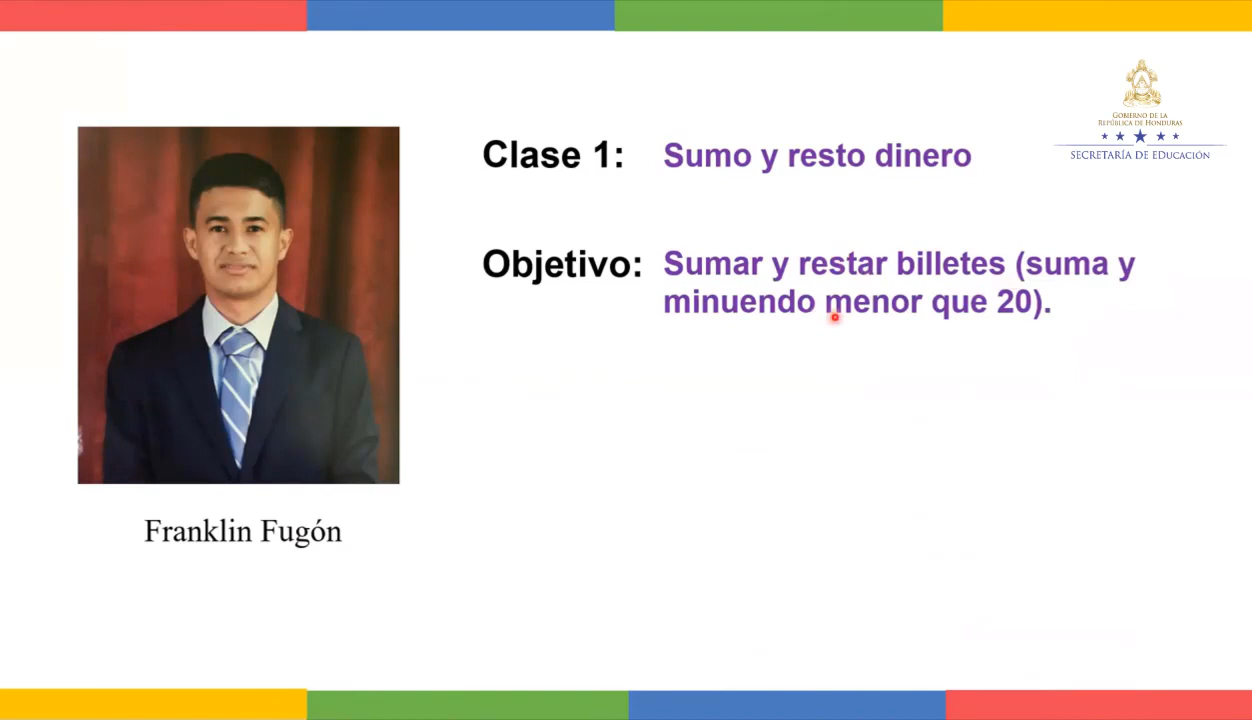 GOBIERNO DE LA
REPÚBLICA DE HONDURAS
SECRETARÍA DE EDUCACIÓN
Clase 1: Sumo y resto dinero
Objetivo: Sumar y restar billetes (suma y
minuendo menor que 20).
Franklin Fugón